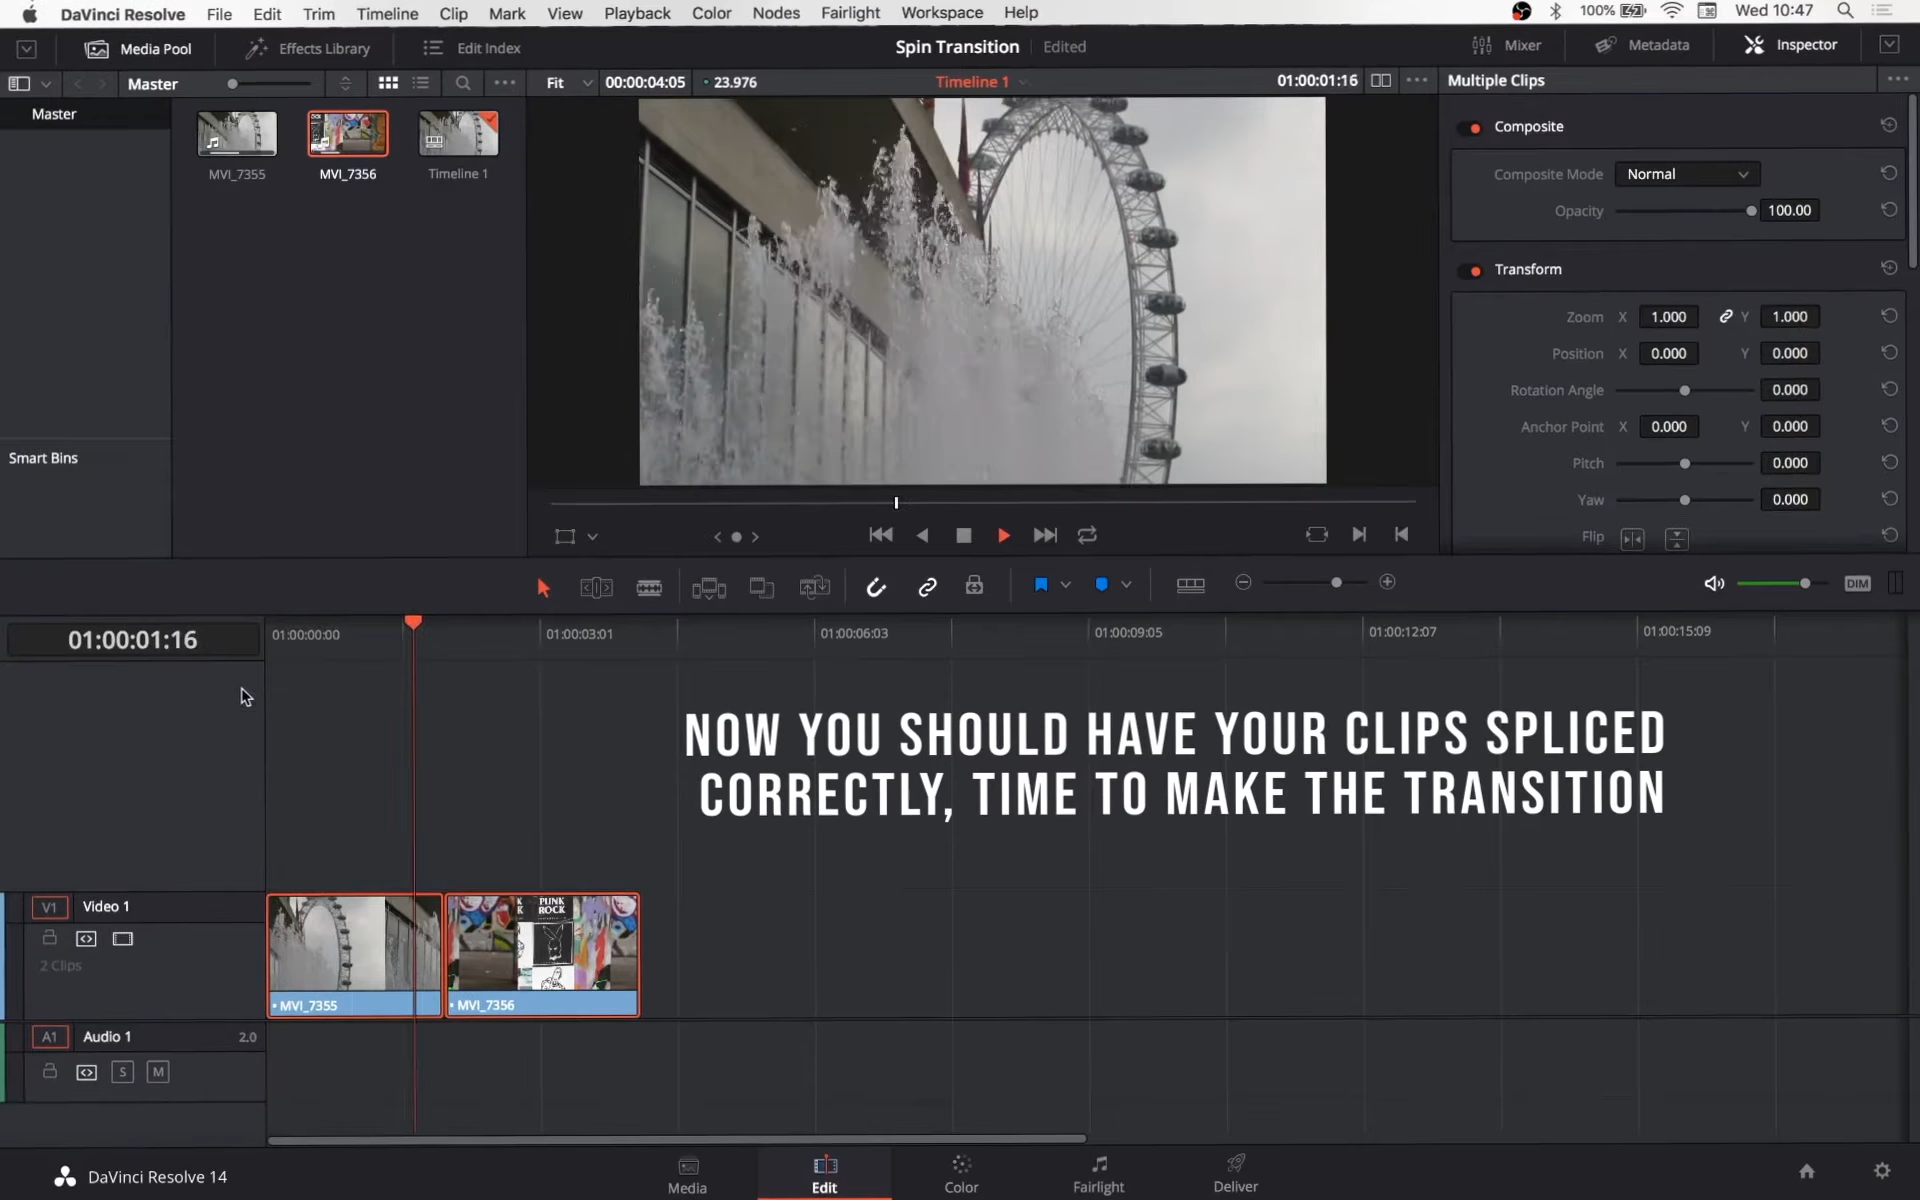 DaVinci Resolve File Edit Trim Timeline Clip Mark View Playback Color Nodes Fairlight Workspace Help 100% Wed 10:47
Media Pool Effects Library Edit Index Spin Transition Edited Mixer Metadata Inspector
Master Fit 00:00:04:05 23.976 Timeline 1 01:00:01:16 Multiple Clips
Master
MVI_7355 MVI_7356 Timeline 1
Smart Bins
Composite
Composite Mode Normal
Opacity 100.00
Transform
Zoom X 1.000 Y 1.000
Position X 0.000 Y 0.000
Rotation Angle 0.000
Anchor Point X 0.000 Y 0.000
Pitch 0.000
Yaw 0.000
Flip
DIM
01:00:01:16 01:00:00:00 01:00:03:01 01:00:06:03 01:00:09:05 01:00:12:07 01:00:15:09
NOW YOU SHOULD HAVE YOUR CLIPS SPLICED
CORRECTLY, TIME TO MAKE THE TRANSITION
V1 Video 1
2 Clips
PUNK
ROCK
MVI_7355 MVI_7356
A1 Audio 1 2.0
S M
DaVinci Resolve 14 Media Edit Color Fairlight Deliver